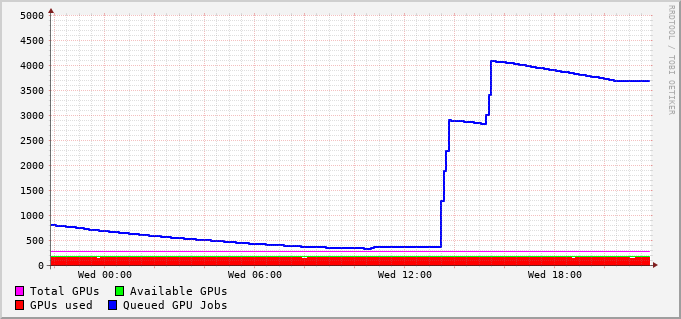 5000
4500
4000
3500
3000
2500
2000
1500
1000
500
0
Wed 00:00 Wed 06:00 Wed 12:00 Wed 18:00
Total GPUs Available GPUs
GPUs used Queued GPU Jobs
RRDTOOL / TOBI OETIKER